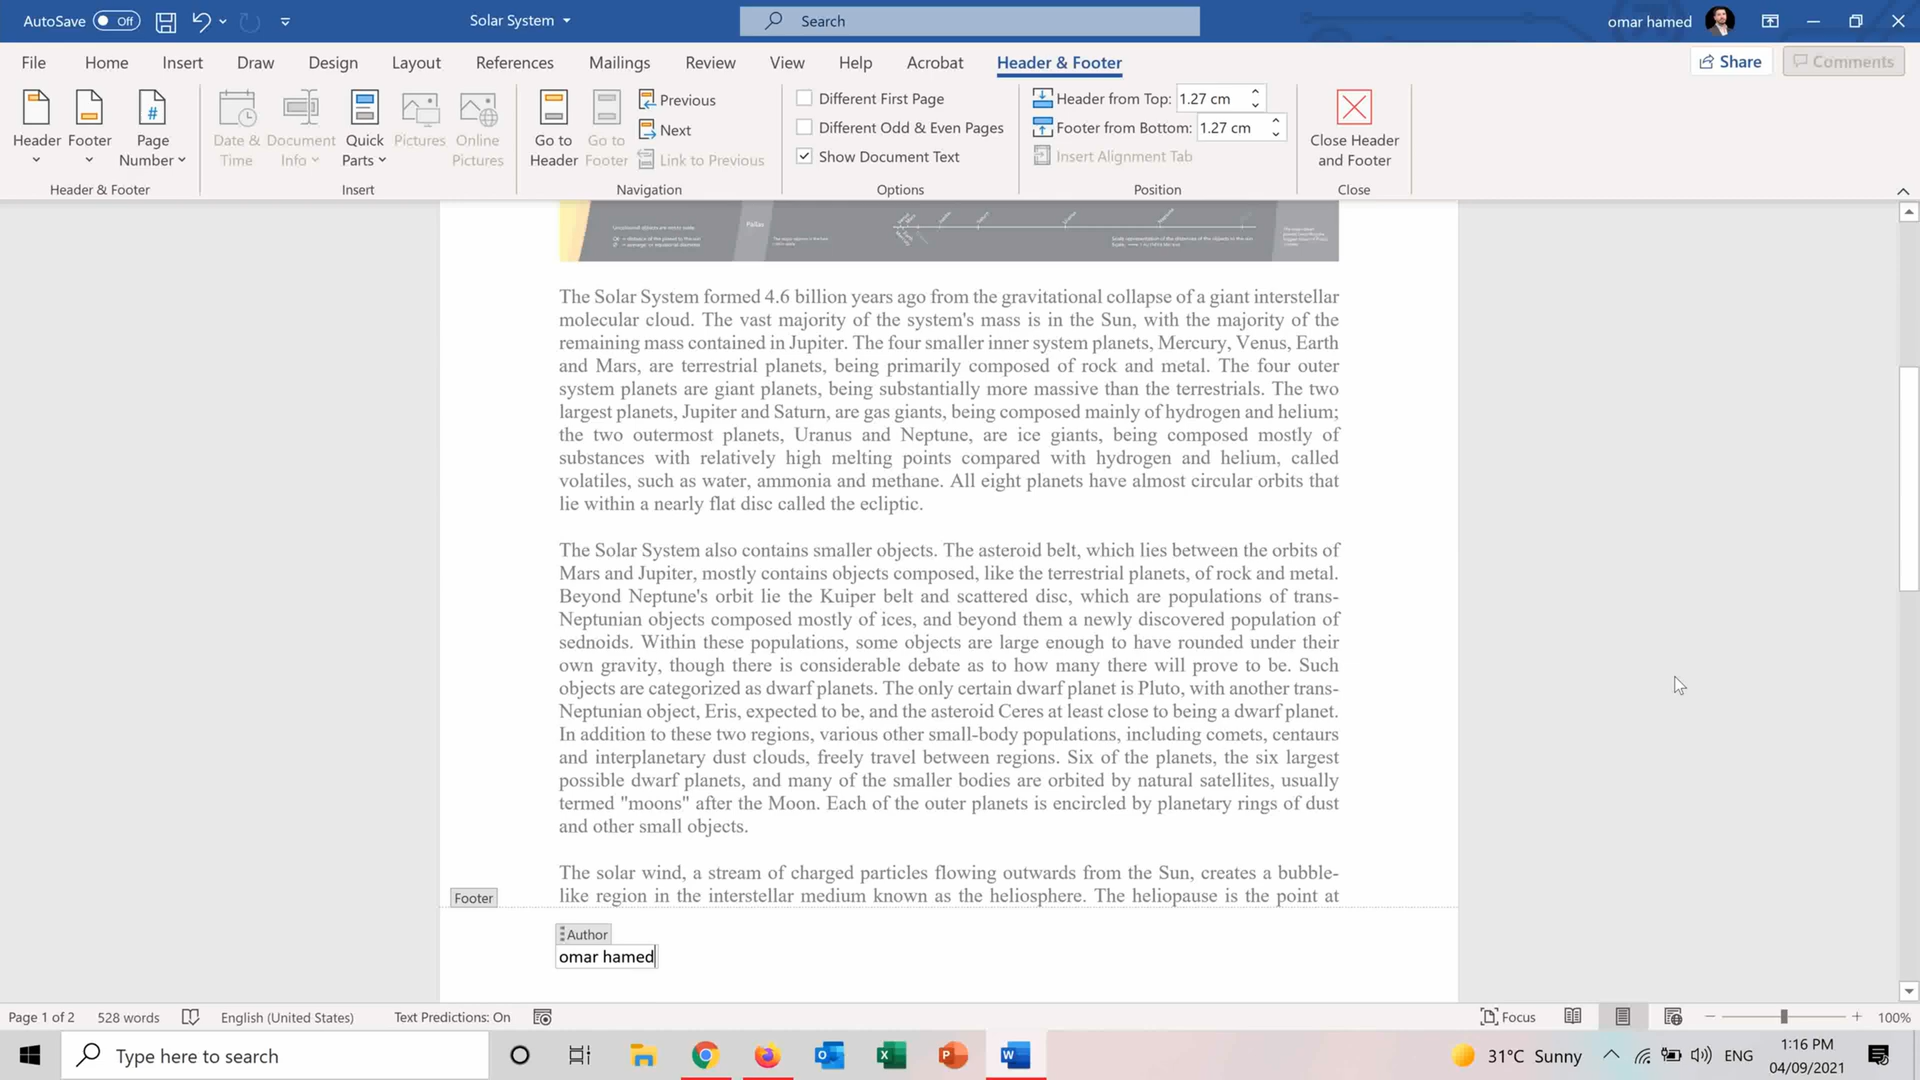 AutoSave Off Solar System Search omar hamed
File Home Insert Draw Design Layout References Mailings Review View Help Acrobat Header & Footer Share Comments
Header Footer Page Number
Header & Footer
Date & Time Document Info Quick Parts Pictures Online Pictures
Insert
Go to Header Go to Footer
Previous
Next
Link to Previous
Navigation
Different First Page
Different Odd & Even Pages
Show Document Text
Options
Header from Top: 1.27 cm
Footer from Bottom: 1.27 cm
Insert Alignment Tab
Position
Close Header and Footer
Close
Pallas
The Solar System formed 4.6 billion years ago from the gravitational collapse of a giant interstellar
molecular cloud. The vast majority of the system's mass is in the Sun, with the majority of the
remaining mass contained in Jupiter. The four smaller inner system planets, Mercury, Venus, Earth
and Mars, are terrestrial planets, being primarily composed of rock and metal. The four outer
system planets are giant planets, being substantially more massive than the terrestrials. The two
largest planets, Jupiter and Saturn, are gas giants, being composed mainly of hydrogen and helium;
the two outermost planets, Uranus and Neptune, are ice giants, being composed mostly of
substances with relatively high melting points compared with hydrogen and helium, called
volatiles, such as water, ammonia and methane. All eight planets have almost circular orbits that
lie within a nearly flat disc called the ecliptic.
The Solar System also contains smaller objects. The asteroid belt, which lies between the orbits of
Mars and Jupiter, mostly contains objects composed, like the terrestrial planets, of rock and metal.
Beyond Neptune's orbit lie the Kuiper belt and scattered disc, which are populations of trans-
Neptunian objects composed mostly of ices, and beyond them a newly discovered population of
sednoids. Within these populations, some objects are large enough to have rounded under their
own gravity, though there is considerable debate as to how many there will prove to be. Such
objects are categorized as dwarf planets. The only certain dwarf planet is Pluto, with another trans-
Neptunian object, Eris, expected to be, and the asteroid Ceres at least close to being a dwarf planet.
In addition to these two regions, various other small-body populations, including comets, centaurs
and interplanetary dust clouds, freely travel between regions. Six of the planets, the six largest
possible dwarf planets, and many of the smaller bodies are orbited by natural satellites, usually
termed "moons" after the Moon. Each of the outer planets is encircled by planetary rings of dust
and other small objects.
The solar wind, a stream of charged particles flowing outwards from the Sun, creates a bubble-
like region in the interstellar medium known as the heliosphere. The heliopause is the point at
Footer
Author
omar hamed
Page 1 of 2 528 words English (United States) Text Predictions: On Focus 100%
Type here to search 31°C Sunny ENG
1:16 PM
04/09/2021